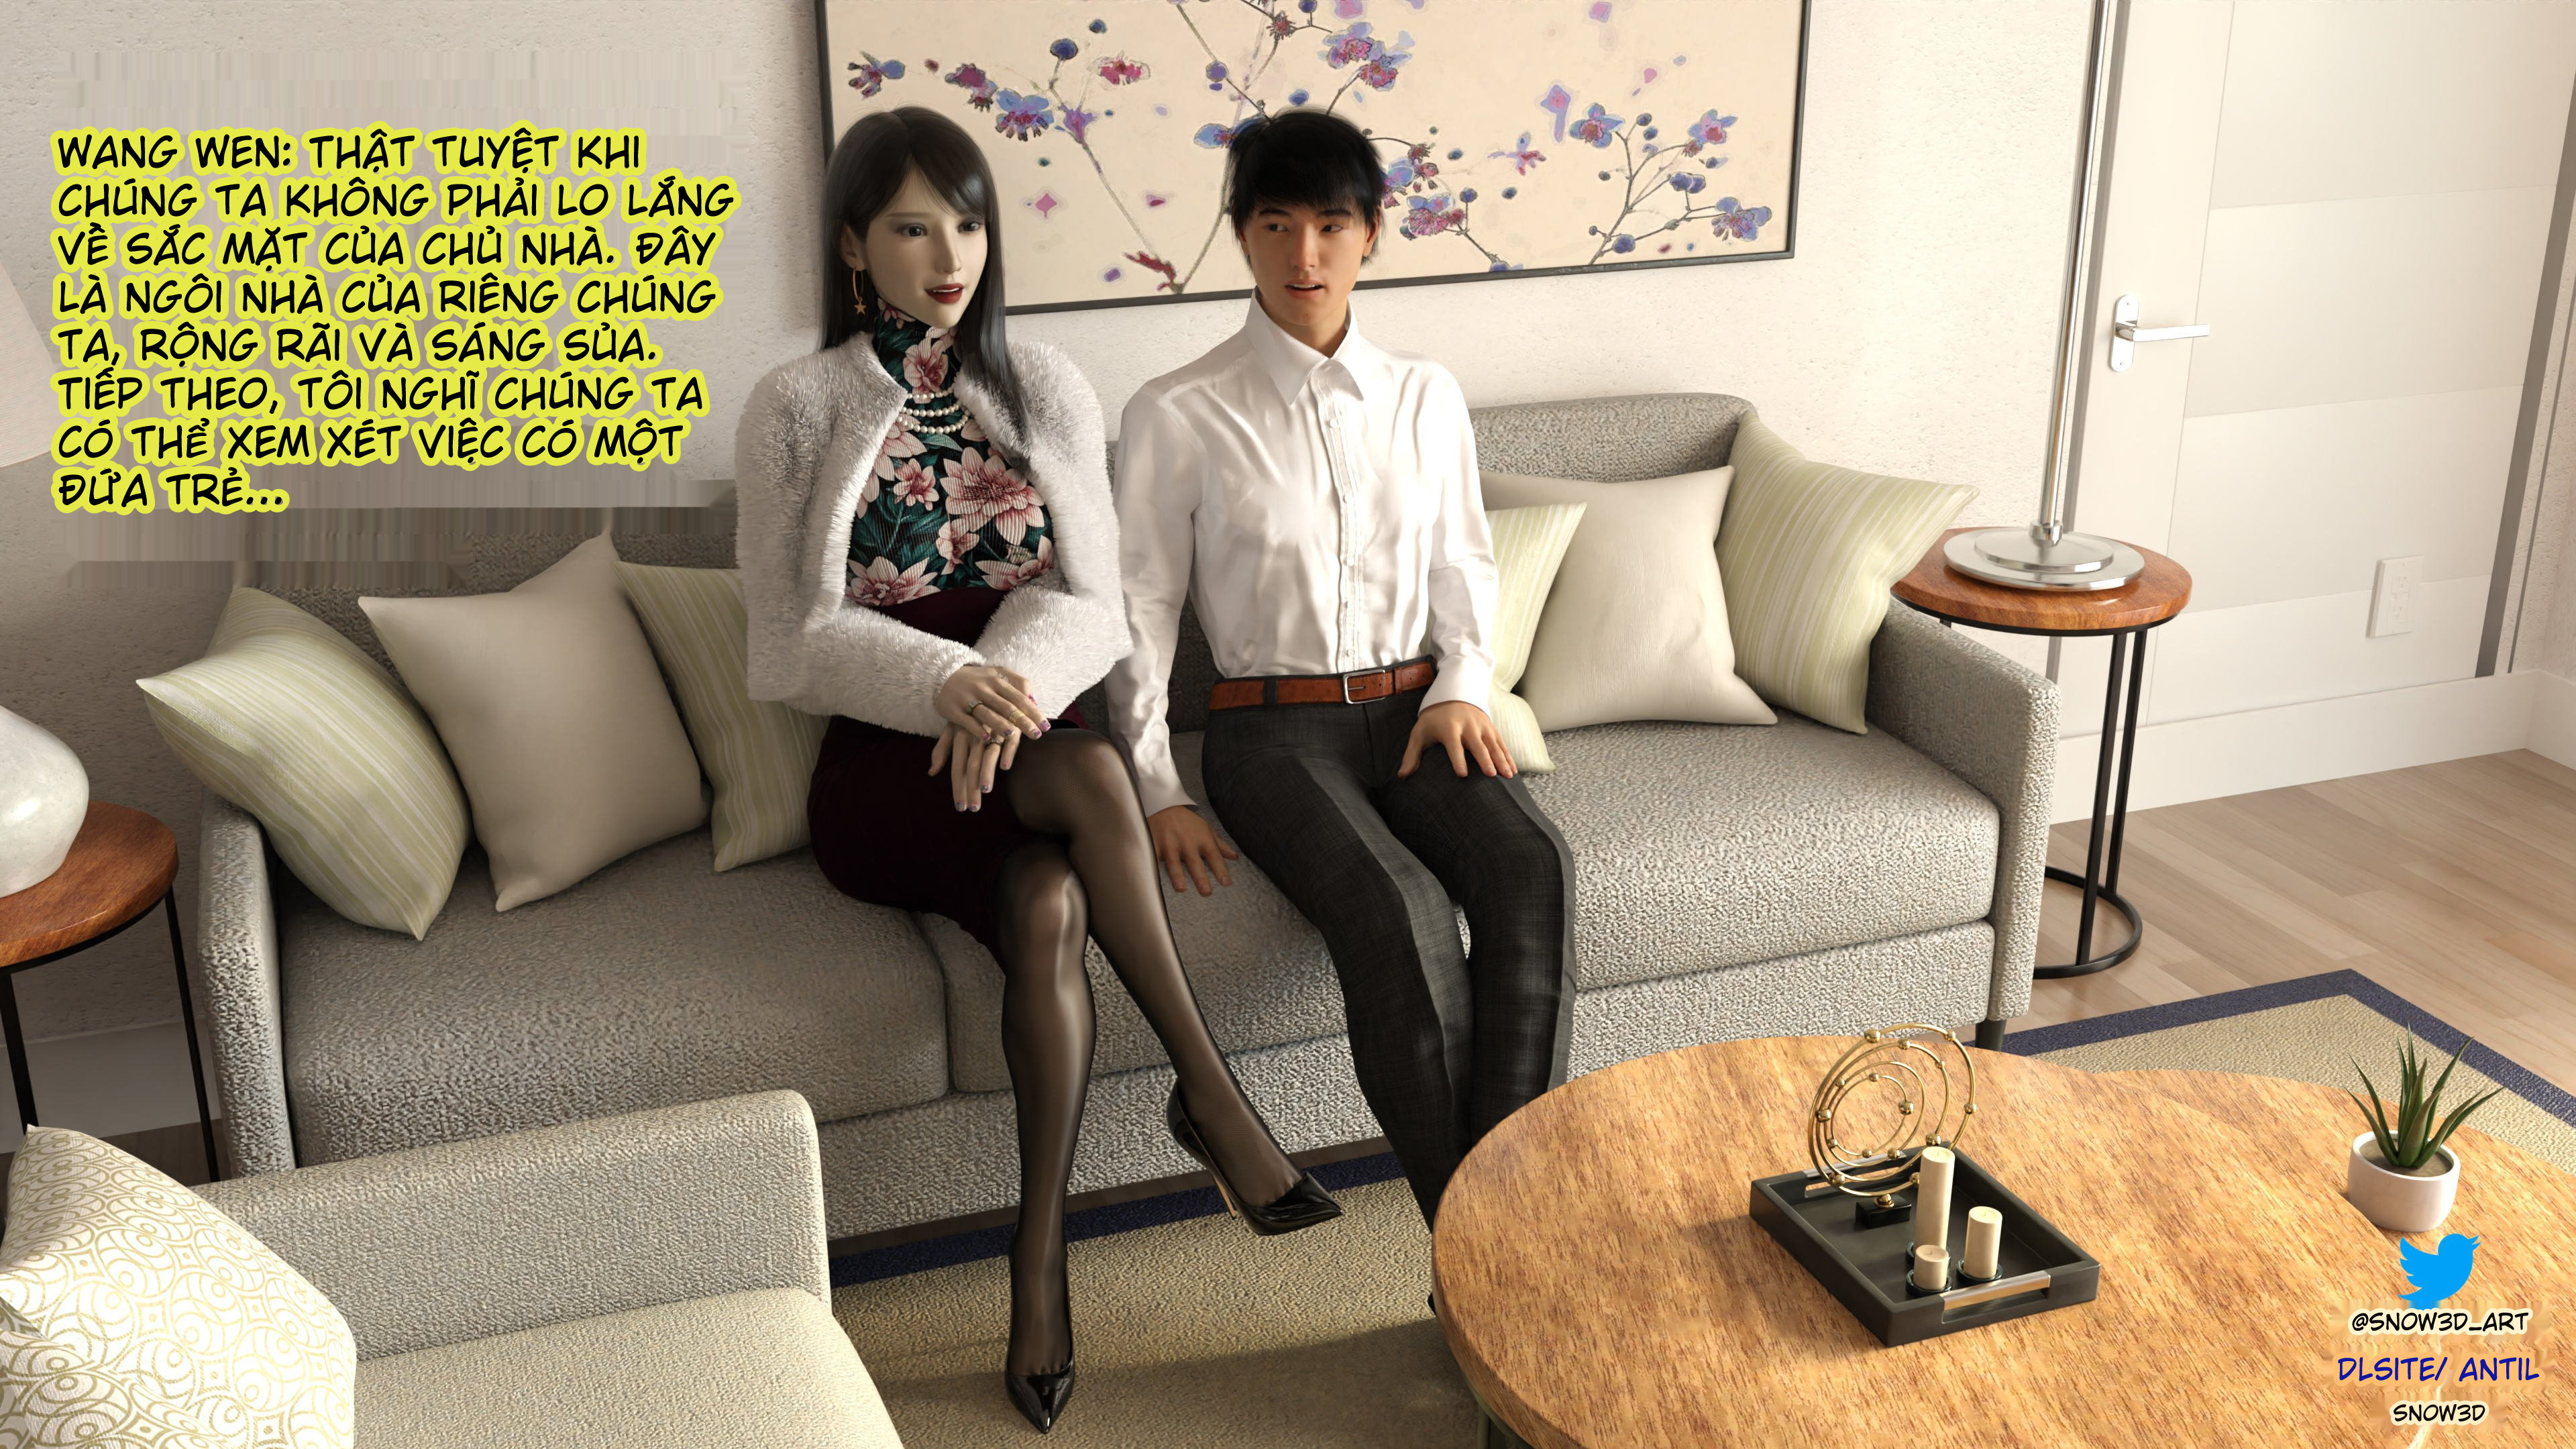 WANG WEN: THẬT TUYỆT KHI
CHÚNG TA KHÔNG PHẢI LO LẮNG
VỀ SẮC MẶT CỦA CHỦ NHÀ. ĐÂY
LÀ NGÔI NHÀ CỦA RIÊNG CHÚNG
TA, RỘNG RÃI VÀ SÁNG SỦA.
TIẾP THEO, TÔI NGHĨ CHÚNG TA
CÓ THỂ XEM XÉT VIỆC CÓ MỘT
ĐỨA TRẺ...
@SNOW3D_ART
DLSITE/ ANTIL
SNOW3D